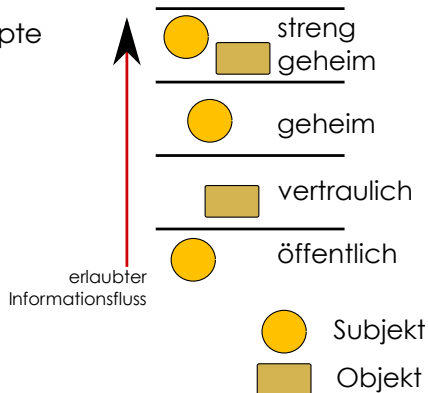 pte
streng
geheim
geheim
vertraulich
öffentlich
erlaubter
Informationsfluss
Subjekt
Objekt